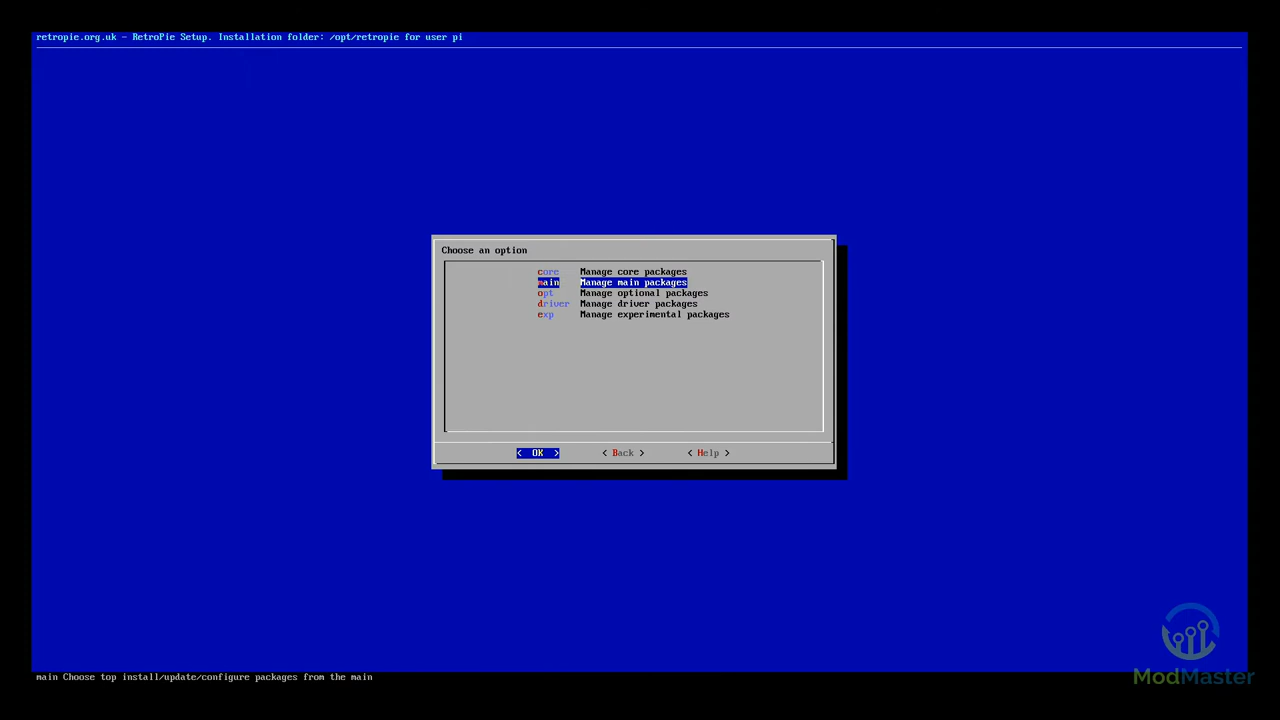 retropie.org.uk - RetroPie Setup. Installation folder: /opt/retropie for user pi
Choose an option
core Manage core packages
main Manage main packages
opt Manage optional packages
driver Manage driver packages
exp Manage experimental packages
< OK > < Back > < Help >
ModMaster
main Choose top install/update/configure packages from the main